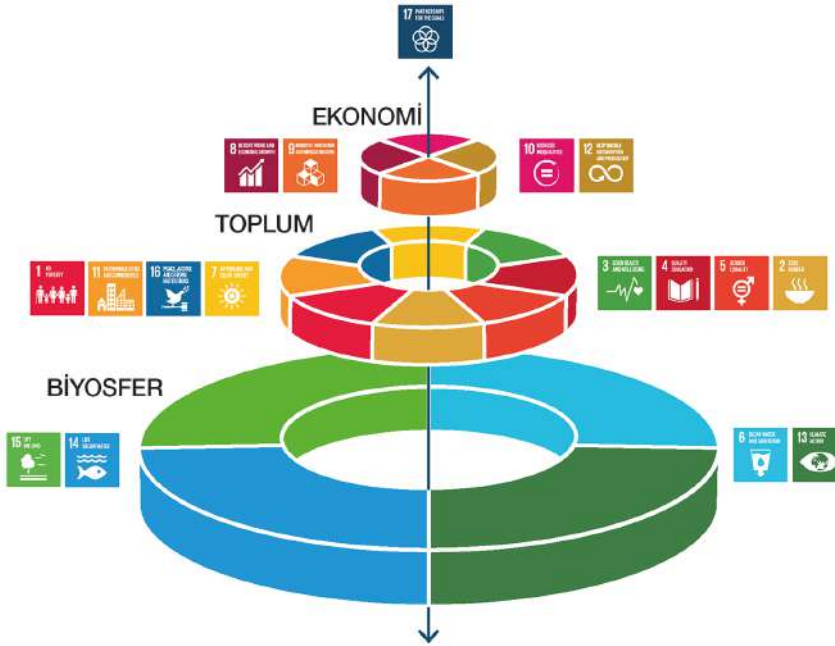 17 PARTNERSHIPS
FOR THE GOALS
EKONOMİ
8 DECENT WORK AND
ECONOMIC GROWTH
9 INDUSTRY, INNOVATION
AND INFRASTRUCTURE
10 REDUCED
INEQUALITIES
12 RESPONSIBLE
CONSUMPTION
AND PRODUCTION
TOPLUM
1 NO
POVERTY
11 SUSTAINABLE CITIES
AND COMMUNITIES
16 PEACE, JUSTICE
AND STRONG
INSTITUTIONS
7 AFFORDABLE AND
CLEAN ENERGY
3 GOOD HEALTH
AND WELL-BEING
4 QUALITY
EDUCATION
5 GENDER
EQUALITY
2 ZERO
HUNGER
BİYOSFER
15 LIFE
ON LAND
14 LIFE
BELOW WATER
6 CLEAN WATER
AND SANITATION
13 CLIMATE
ACTION